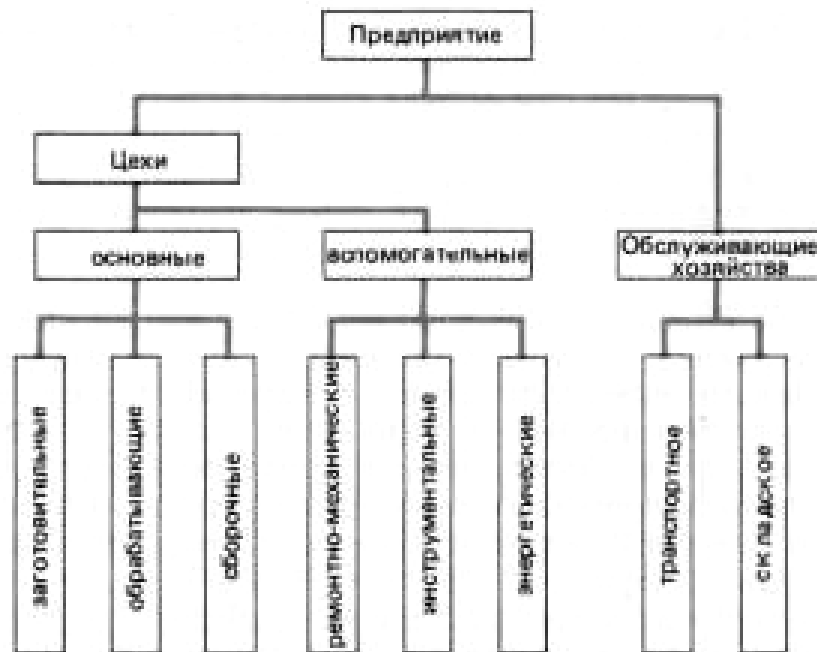 Предприятие
Цехи
основные
вспомогательные
Обслуживающие
хозяйства
заготовительные
обрабатывающие
сборочные
ремонтно-механические
инструментальные
энергетические
транспортное
складское